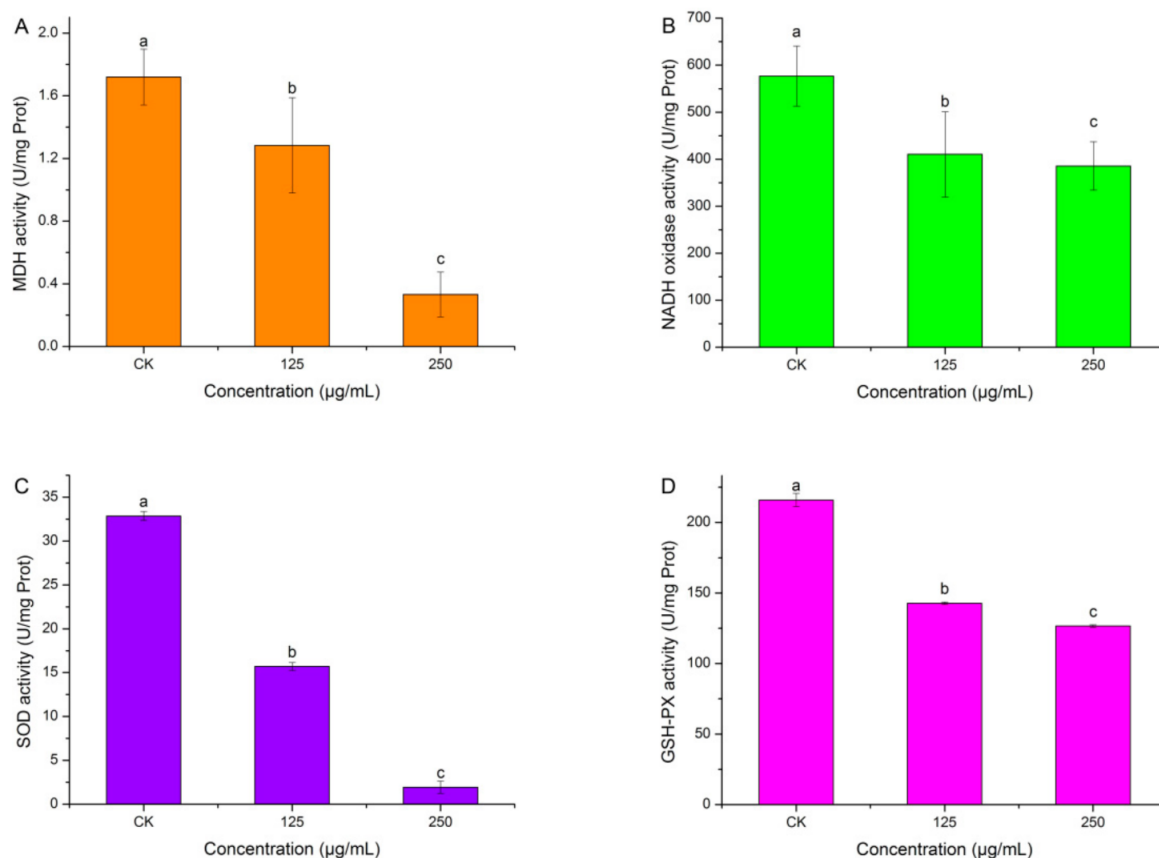 A
MDH activity (U/mg Prot)
2.0
1.6
1.2
0.8
0.4
0.0
a
b
c
CK
125
250
Concentration (µg/mL)
B
NADH oxidase activity (U/mg Prot)
700
600
500
400
300
200
100
0
a
b
c
CK
125
250
Concentration (µg/mL)
C
SOD activity (U/mg Prot)
35
30
25
20
15
10
5
0
a
b
c
CK
125
250
Concentration (µg/mL)
D
GSH-PX activity (U/mg Prot)
200
150
100
50
0
a
b
c
CK
125
250
Concentration (µg/mL)